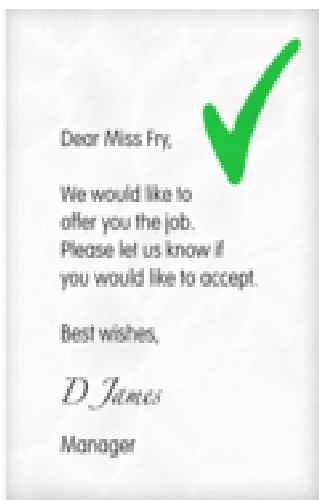 Dear Miss Fry,
We would like to
offer you the job.
Please let us know if
you would like to accept.
Best wishes,
D James
Manager